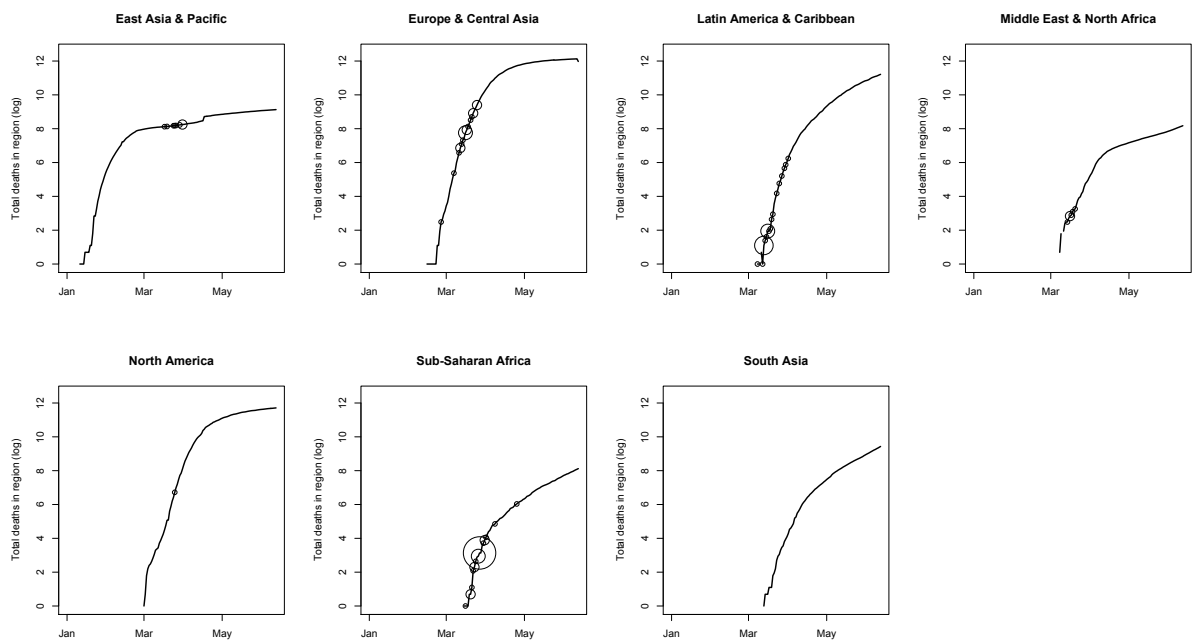 East Asia & Pacific
Total deaths in region (log)
0 2 4 6 8 10 12
Jan Mar May
Europe & Central Asia
Total deaths in region (log)
0 2 4 6 8 10 12
Jan Mar May
Latin America & Caribbean
Total deaths in region (log)
0 2 4 6 8 10 12
Jan Mar May
Middle East & North Africa
Total deaths in region (log)
0 2 4 6 8 10 12
Jan Mar May
North America
Total deaths in region (log)
0 2 4 6 8 10 12
Jan Mar May
Sub-Saharan Africa
Total deaths in region (log)
0 2 4 6 8 10 12
Jan Mar May
South Asia
Total deaths in region (log)
0 2 4 6 8 10 12
Jan Mar May